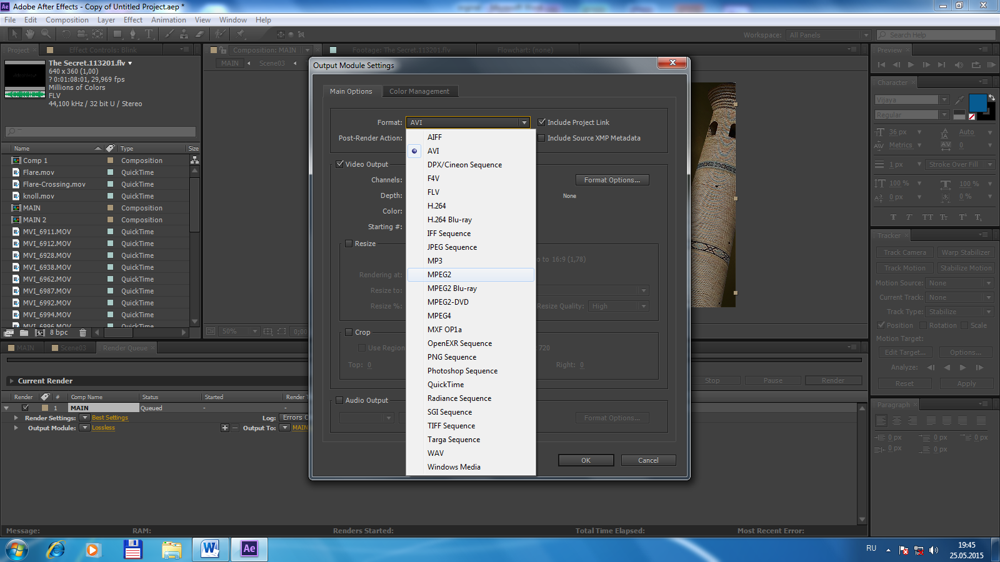 Adobe After Effects - Copy of Untitled Project.aep *
File Edit Composition Layer Effect Animation View Window Help
Workspace: All Panels Search Help
Project Effect Controls: Blink Composition: MAIN Footage: The Secret.113201.flv Flowchart: (none) Preview
The Secret.113201.flv
640 x 360 (1,00)
? 0:01:08:01, 29,969 fps
Millions of Colors
FLV
44,100 kHz / 32 bit U / Stereo
Name Type Size
Comp 1 Composition
Flare.mov QuickTime
Flare-Crossing.mov QuickTime
knoll.mov QuickTime
MAIN Composition
MAIN 2 Composition
MVI_6911.MOV QuickTime
MVI_6912.MOV QuickTime
MVI_6928.MOV QuickTime
MVI_6938.MOV QuickTime
MVI_6962.MOV QuickTime
MVI_6987.MOV QuickTime
MVI_6992.MOV QuickTime
MVI_6994.MOV QuickTime
MVI_6996.MOV QuickTime
8 bpc
MAIN Scene03
50%
Output Module Settings
Main Options Color Management
Format: AVI Include Project Link
Post-Render Action: Include Source XMP Metadata
Video Output
Channels: Format Options...
Depth: None
Color:
Starting #:
Resize
to 16:9 (1,78)
Rendering at:
Resize to:
Resize %: Resize Quality: High
Crop
Use Region 720
Top: 0 Right: 0
Audio Output
Format Options...
OK Cancel
AIFF
AVI
DPX/Cineon Sequence
F4V
FLV
H.264
H.264 Blu-ray
IFF Sequence
JPEG Sequence
MP3
MPEG2
MPEG2 Blu-ray
MPEG2-DVD
MPEG4
MXF OP1a
OpenEXR Sequence
PNG Sequence
Photoshop Sequence
QuickTime
Radiance Sequence
SGI Sequence
TIFF Sequence
Targa Sequence
WAV
Windows Media
Character
Vijaya
Regular
36 px Auto
Metrics 0
1 px Stroke Over Fill
100 % 100 %
0 px 0 %
Tracker
Track Camera Warp Stabilizer
Track Motion Stabilize Motion
Motion Source: None
Current Track: None
Track Type: Stabilize
Position Rotation Scale
Motion Target:
Edit Target... Options...
Analyze:
Reset Apply
Paragraph
0 px 0 px 0 px
0 px 0 px
MAIN Scene03 Render Queue
Current Render
Stop Pause Render
Render # Comp Name Status Started Render T
1 MAIN Queued - -
Render Settings: Best Settings Log: Errors O
Output Module: Lossless Output To: MAIN
Message: RAM: Renders Started: Total Time Elapsed: Most Recent Error:
RU 19:45
25.05.2015